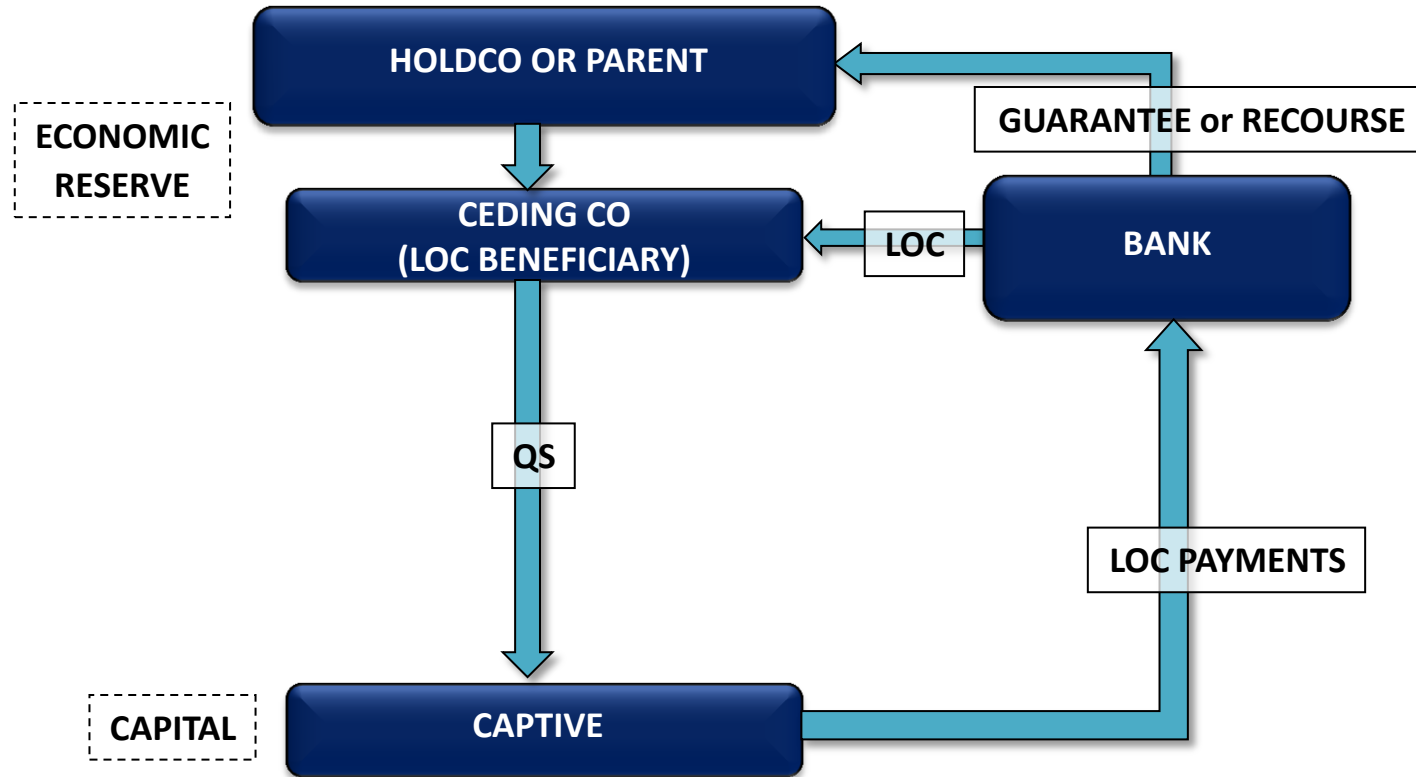 HOLDCO OR PARENT
GUARANTEE or RECOURSE
ECONOMIC
RESERVE
CEDING CO
(LOC BENEFICIARY)
LOC
BANK
QS
LOC PAYMENTS
CAPITAL
CAPTIVE